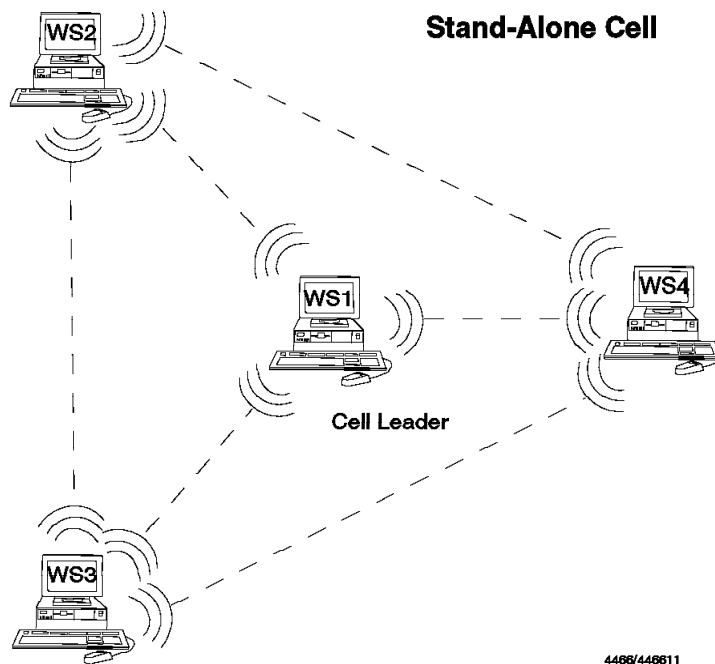 Stand-Alone Cell
WS2
WS1
WS4
Cell Leader
WS3
4466/446611